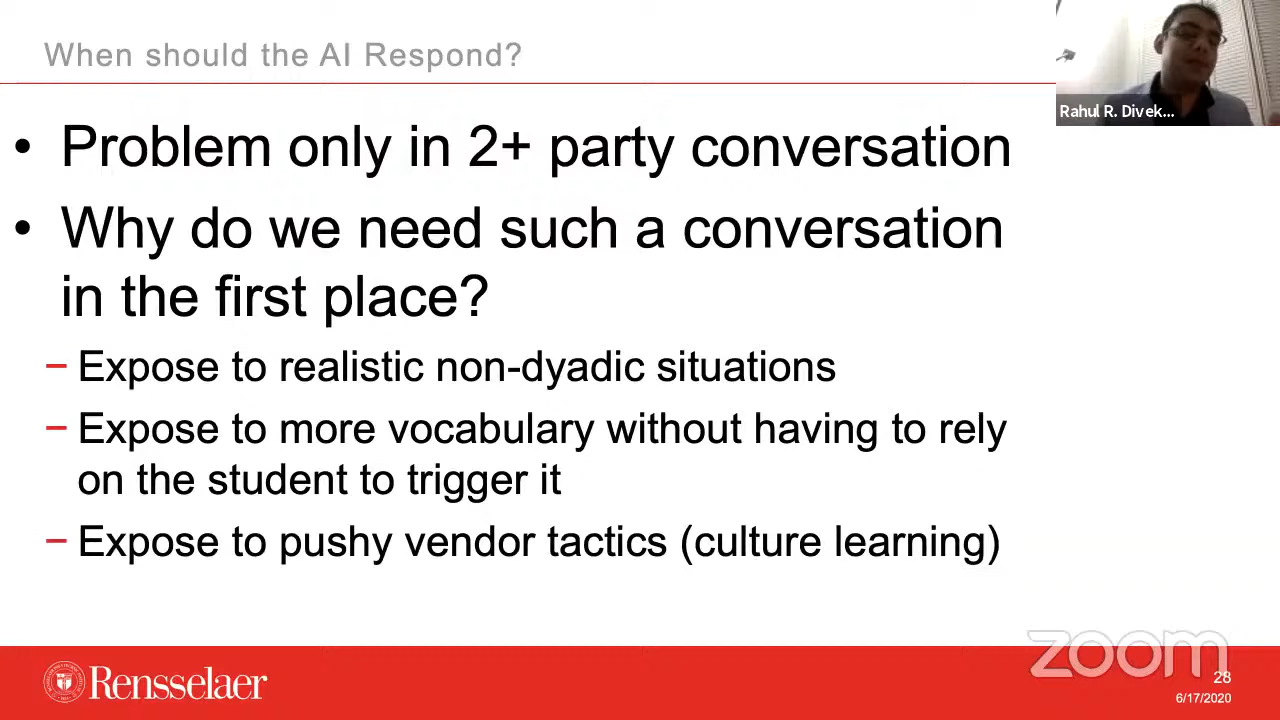 When should the AI Respond?
Rahul R. Divek...
• Problem only in 2+ party conversation
• Why do we need such a conversation
in the first place?
− Expose to realistic non-dyadic situations
− Expose to more vocabulary without having to rely
on the student to trigger it
− Expose to pushy vendor tactics (culture learning)
zoom
Rensselaer
28
6/17/2020